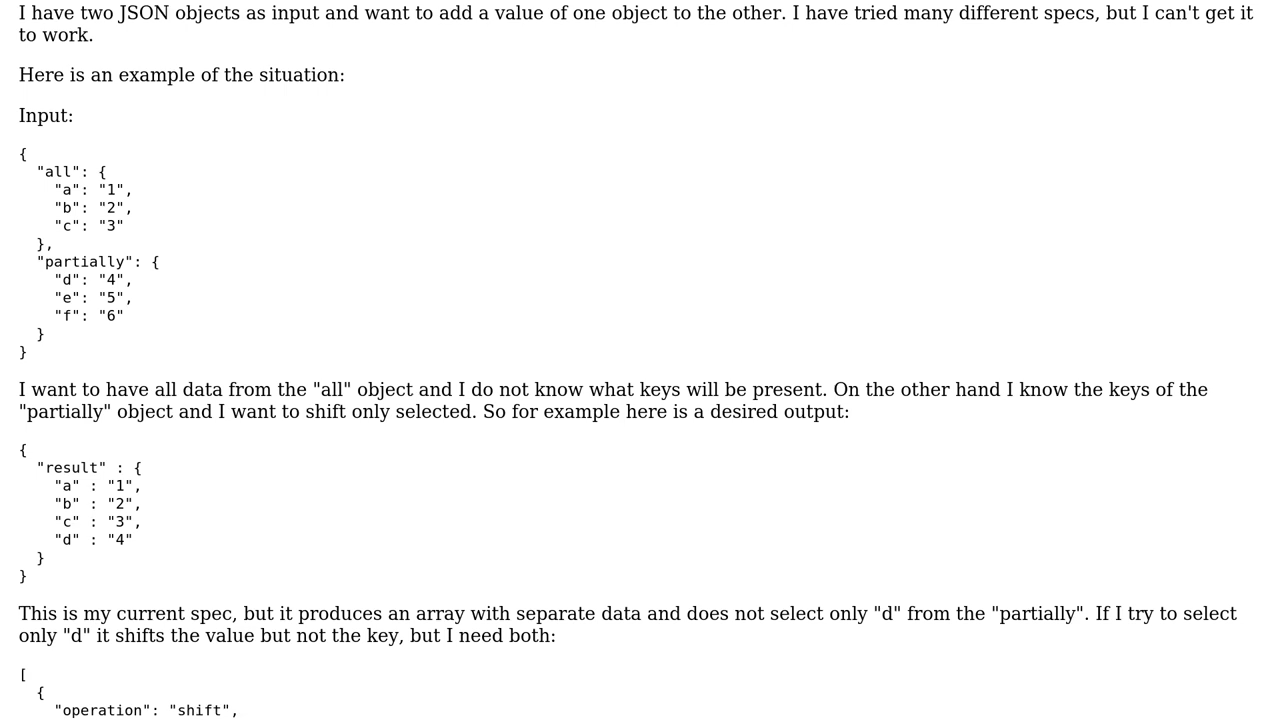 I have two JSON objects as input and want to add a value of one object to the other. I have tried many different specs, but I can't get it
to work.
Here is an example of the situation:
Input:
{
  "all": {
    "a": "1",
    "b": "2",
    "c": "3"
  },
  "partially": {
    "d": "4",
    "e": "5",
    "f": "6"
  }
}
I want to have all data from the "all" object and I do not know what keys will be present. On the other hand I know the keys of the
"partially" object and I want to shift only selected. So for example here is a desired output:
{
  "result" : {
    "a" : "1",
    "b" : "2",
    "c" : "3",
    "d" : "4"
  }
}
This is my current spec, but it produces an array with separate data and does not select only "d" from the "partially". If I try to select
only "d" it shifts the value but not the key, but I need both:
[
  {
    "operation": "shift",